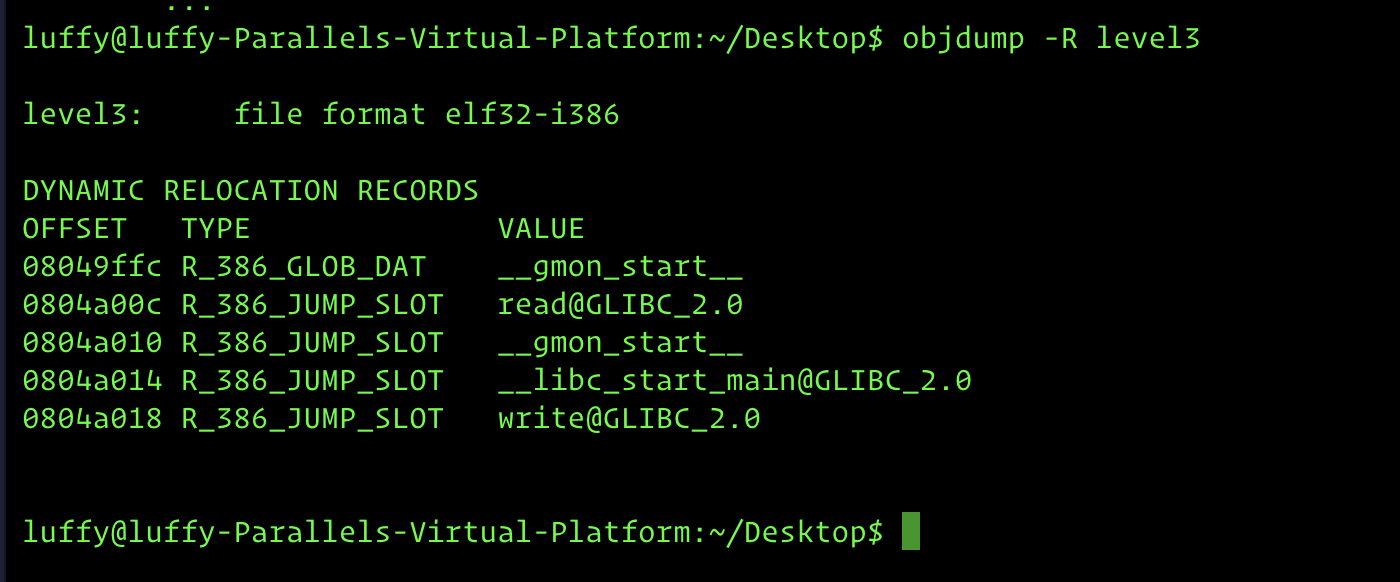 ...
luffy@luffy-Parallels-Virtual-Platform:~/Desktop$ objdump -R level3
level3:     file format elf32-i386
DYNAMIC RELOCATION RECORDS
OFFSET   TYPE              VALUE
08049ffc R_386_GLOB_DAT    __gmon_start__
0804a00c R_386_JUMP_SLOT   read@GLIBC_2.0
0804a010 R_386_JUMP_SLOT   __gmon_start__
0804a014 R_386_JUMP_SLOT   __libc_start_main@GLIBC_2.0
0804a018 R_386_JUMP_SLOT   write@GLIBC_2.0
luffy@luffy-Parallels-Virtual-Platform:~/Desktop$